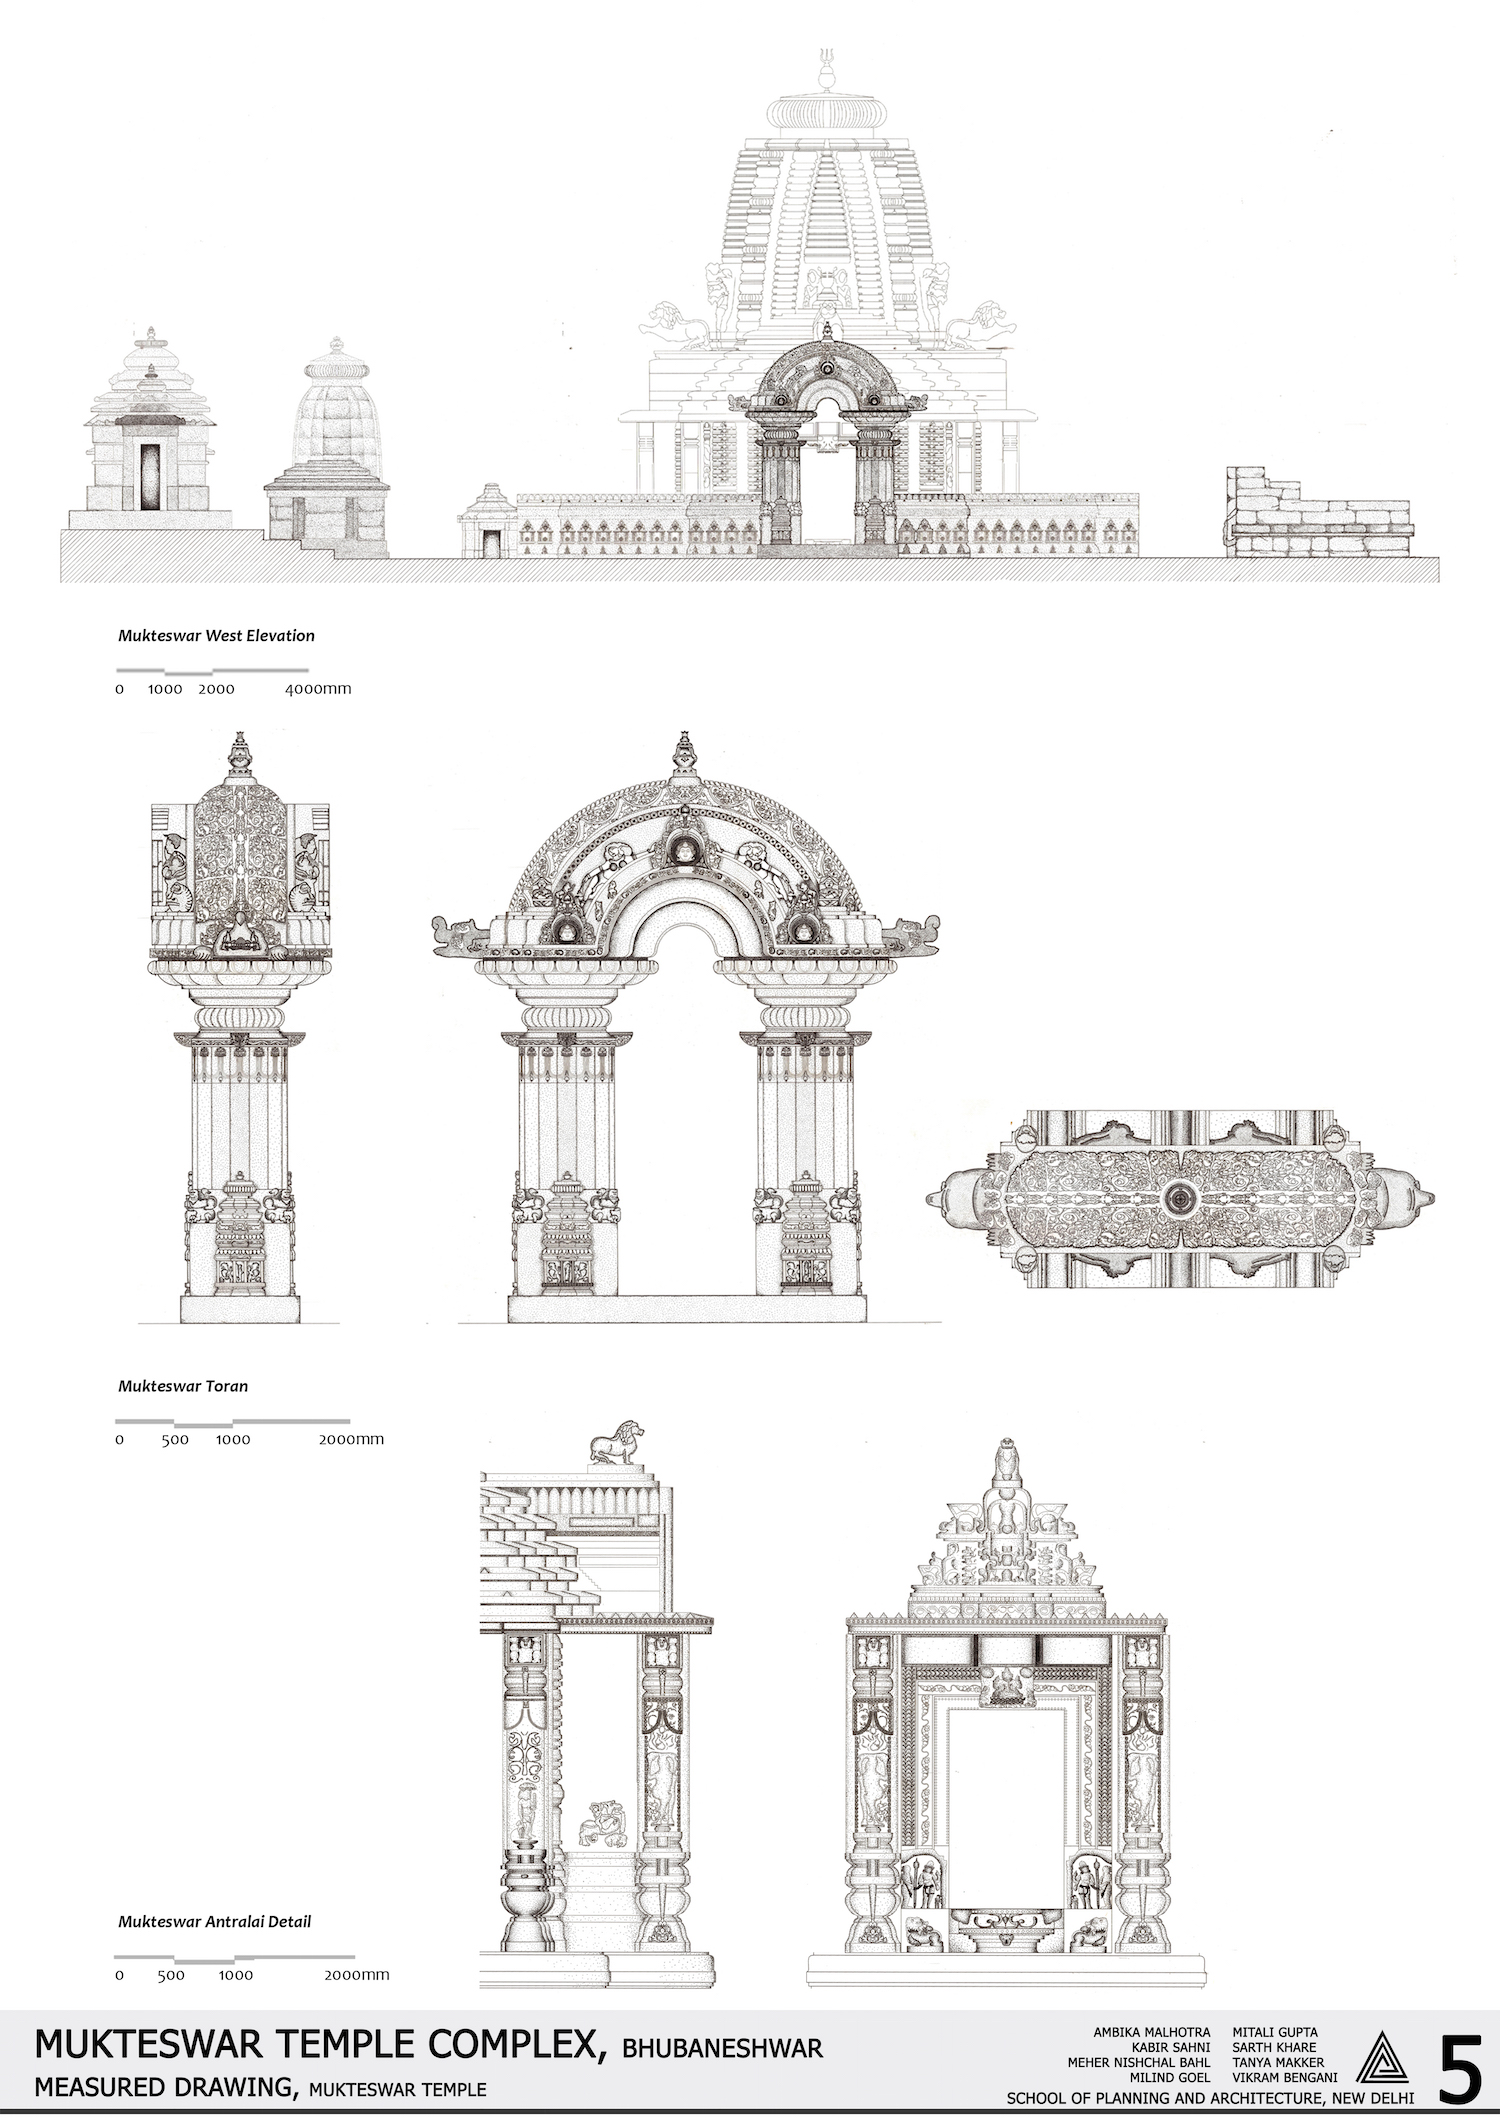 Mukteswar West Elevation
0 1000 2000 4000mm
Mukteswar Toran
0 500 1000 2000mm
Mukteswar Antralai Detail
0 500 1000 2000mm
MUKTESWAR TEMPLE COMPLEX, BHUBANESHWAR
MEASURED DRAWING, MUKTESWAR TEMPLE
AMBIKA MALHOTRA MITALI GUPTA
KABIR SAHNI SARTH KHARE
MEHER NISHCHAL BAHL TANYA MAKKER
MILIND GOEL VIKRAM BENGANI
SCHOOL OF PLANNING AND ARCHITECTURE, NEW DELHI
5